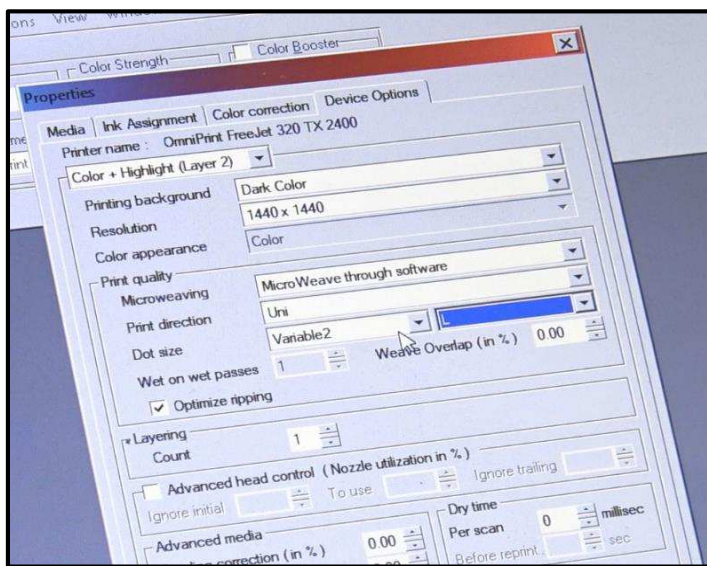 ons View
Color Strength
Color Booster
Properties
Media Ink Assignment Color correction Device Options
Printer name : OmniPrint FreeJet 320 TX 2400
Color + Highlight (Layer 2)
Printing background Dark Color
Resolution 1440 x 1440
Color appearance Color
Print quality
Microweaving MicroWeave through software
Print direction Uni
Dot size Variable2 L
Wet on wet passes 1 Weave Overlap ( in % ) 0.00
Optimize ripping
Layering
Count 1
Advanced head control ( Nozzle utilization in % )
Ignore initial To use Ignore trailing
Advanced media
correction ( in % ) 0.00
Dry time
Per scan 0 millisec
Before reprint sec